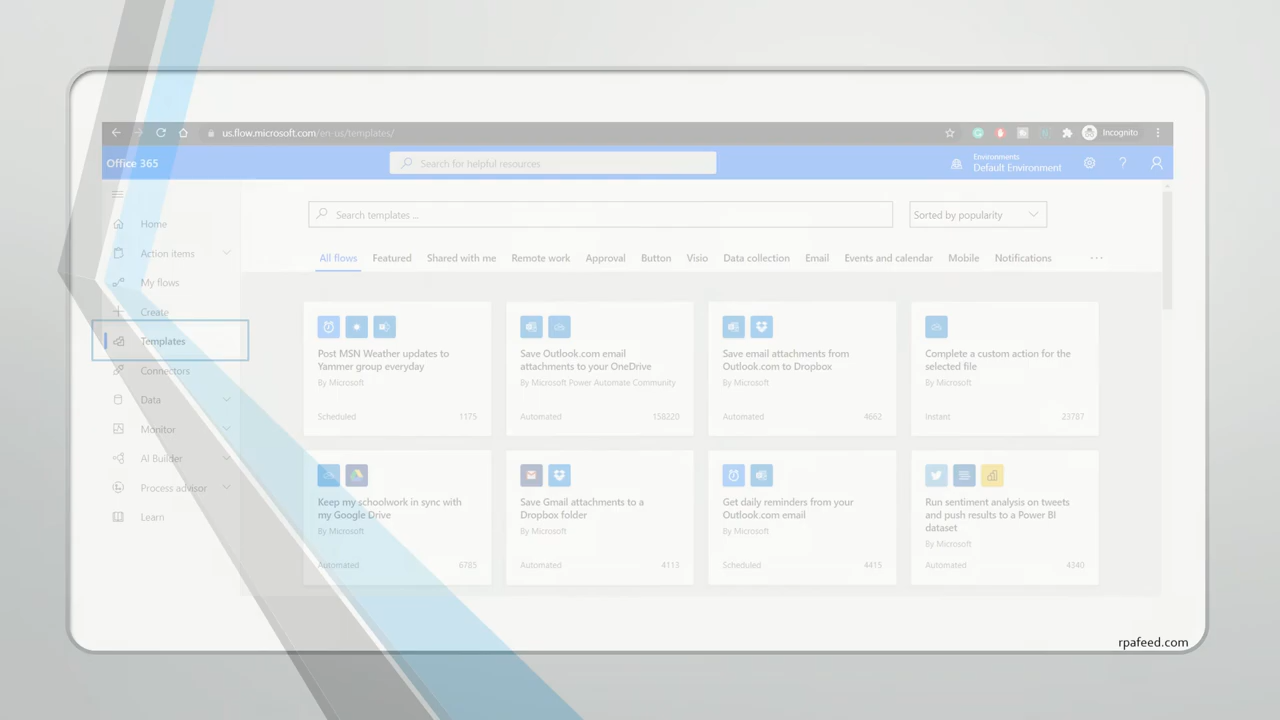 us.flow.microsoft.com/en-us/templates/
Incognito
Office 365
Search for helpful resources
Environments
Default Environment
Search templates ...
Sorted by popularity
Home
Action items
My flows
Create
Templates
Connectors
Data
Monitor
AI Builder
Process advisor
Learn
All flows Featured Shared with me Remote work Approval Button Visio Data collection Email Events and calendar Mobile Notifications
Post MSN Weather updates to
Yammer group everyday
By Microsoft
Scheduled 1175
Save Outlook.com email
attachments to your OneDrive
By Microsoft Power Automate Community
Automated 158220
Save email attachments from
Outlook.com to Dropbox
By Microsoft
Automated 4662
Complete a custom action for the
selected file
By Microsoft
Instant 23787
Keep my schoolwork in sync with
my Google Drive
By Microsoft
Automated 6785
Save Gmail attachments to a
Dropbox folder
By Microsoft
Automated 4113
Get daily reminders from your
Outlook.com email
By Microsoft
Scheduled 4415
Run sentiment analysis on tweets
and push results to a Power BI
dataset
By Microsoft
Automated 4340
rpafeed.com